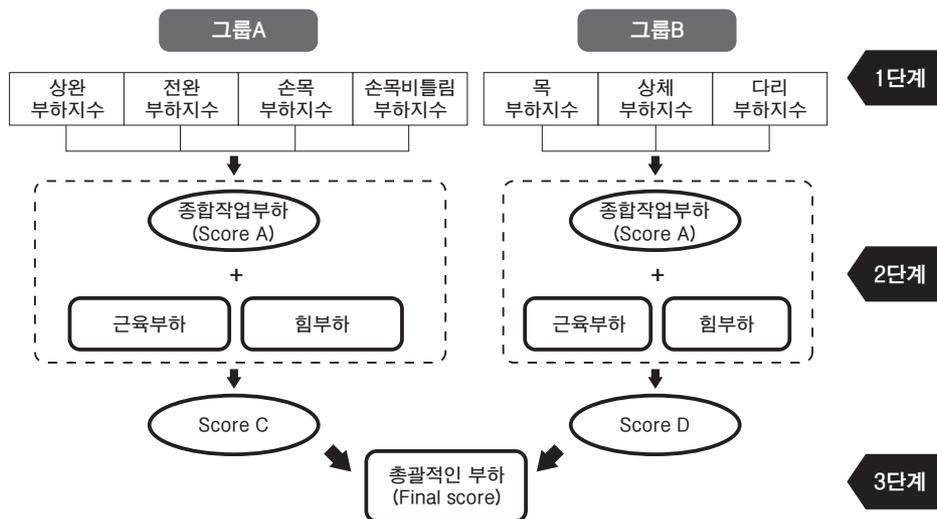 그룹A
그룹B
1단계
상완
부하지수
전완
부하지수
손목
부하지수
손목비틀림
부하지수
목
부하지수
상체
부하지수
다리
부하지수
종합작업부하
(Score A)
+
근육부하
힘부하
종합작업부하
(Score A)
+
근육부하
힘부하
2단계
Score C
Score D
총괄적인 부하
(Final score)
3단계